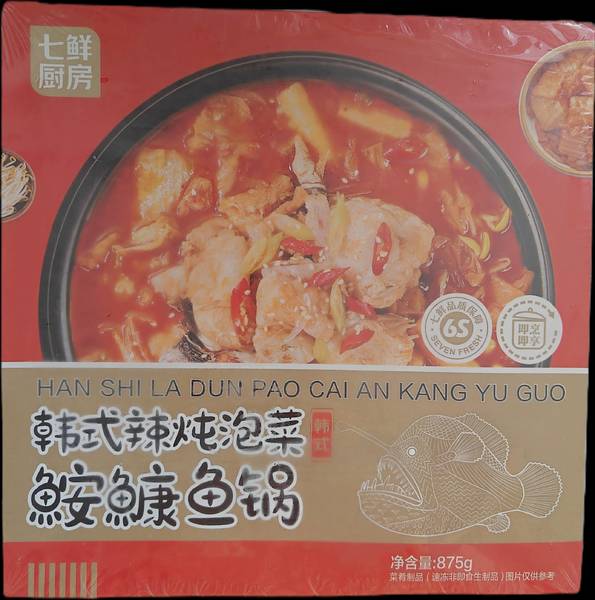 七鲜
厨房
七鲜品质保障
6S
SEVEN FRESH
即烹
即享
HAN SHI LA DUN PAO CAI AN KANG YU GUO
韩式辣炖泡菜
韩式
鮟鱇鱼锅
净含量:875g
菜肴制品(速冻非即食生制品)图片仅供参考